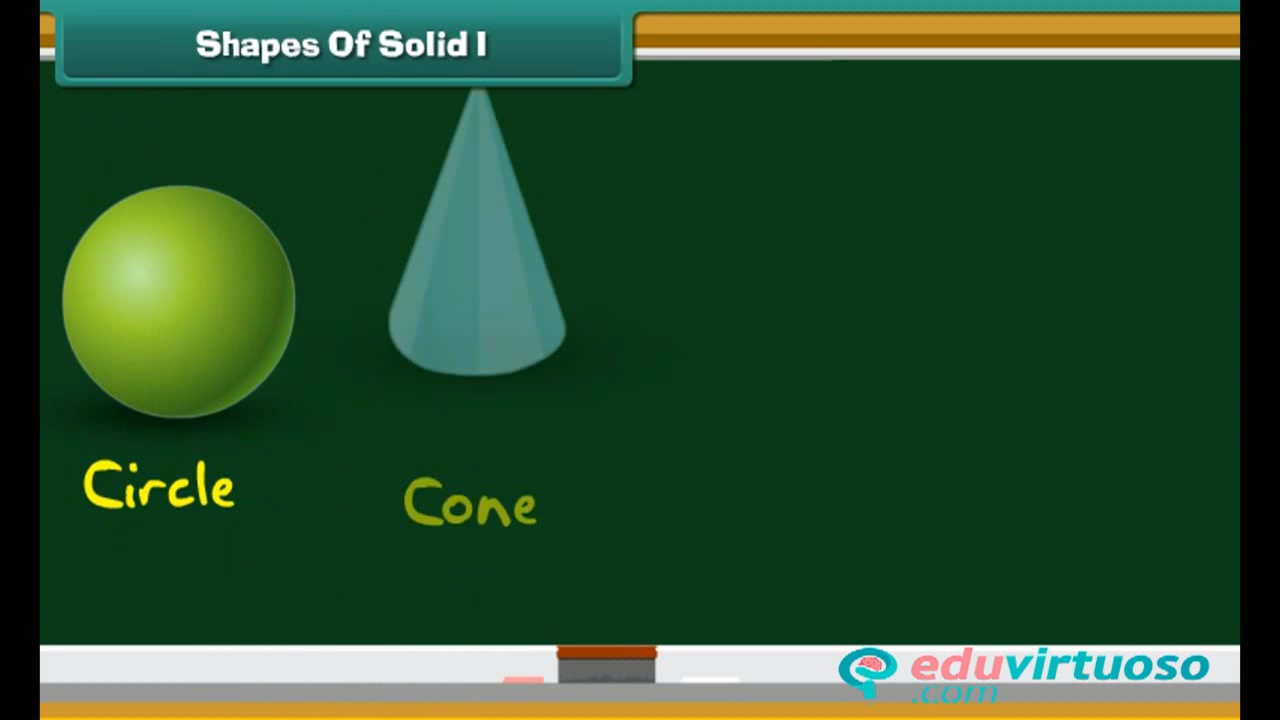 Shapes Of Solid I
Circle
Cone
eduvirtuoso
.com